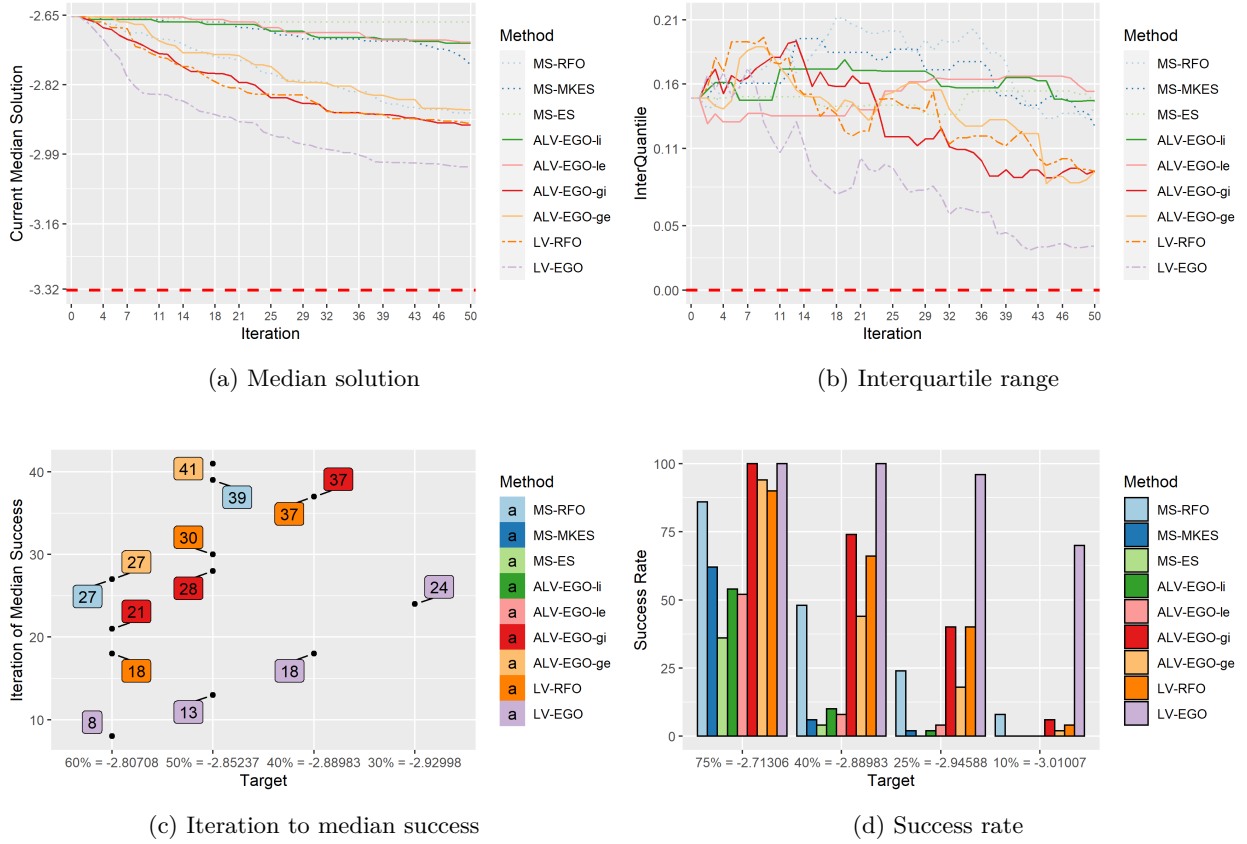 -2.65
-2.82
-2.99
-3.16
-3.32
Current Median Solution
0 4 7 11 14 18 21 25 29 32 36 39 43 46 50
Iteration
Method
MS-RFO
MS-MKES
MS-ES
ALV-EGO-li
ALV-EGO-le
ALV-EGO-gi
ALV-EGO-ge
LV-RFO
LV-EGO
(a) Median solution
0.21
0.16
0.11
0.05
0.00
InterQuantile
0 4 7 11 14 18 21 25 29 32 36 39 43 46 50
Iteration
Method
MS-RFO
MS-MKES
MS-ES
ALV-EGO-li
ALV-EGO-le
ALV-EGO-gi
ALV-EGO-ge
LV-RFO
LV-EGO
(b) Interquartile range
40
30
20
10
Iteration of Median Success
41
39
37
37
30
27
28
27
24
21
18
18
13
8
60% = -2.80708 50% = -2.85237 40% = -2.88983 30% = -2.92998
Target
Method
a MS-RFO
a MS-MKES
a MS-ES
a ALV-EGO-li
a ALV-EGO-le
a ALV-EGO-gi
a ALV-EGO-ge
a LV-RFO
a LV-EGO
(c) Iteration to median success
100
75
50
25
0
Success Rate
75% = -2.71306 40% = -2.88983 25% = -2.94588 10% = -3.01007
Target
Method
MS-RFO
MS-MKES
MS-ES
ALV-EGO-li
ALV-EGO-le
ALV-EGO-gi
ALV-EGO-ge
LV-RFO
LV-EGO
(d) Success rate